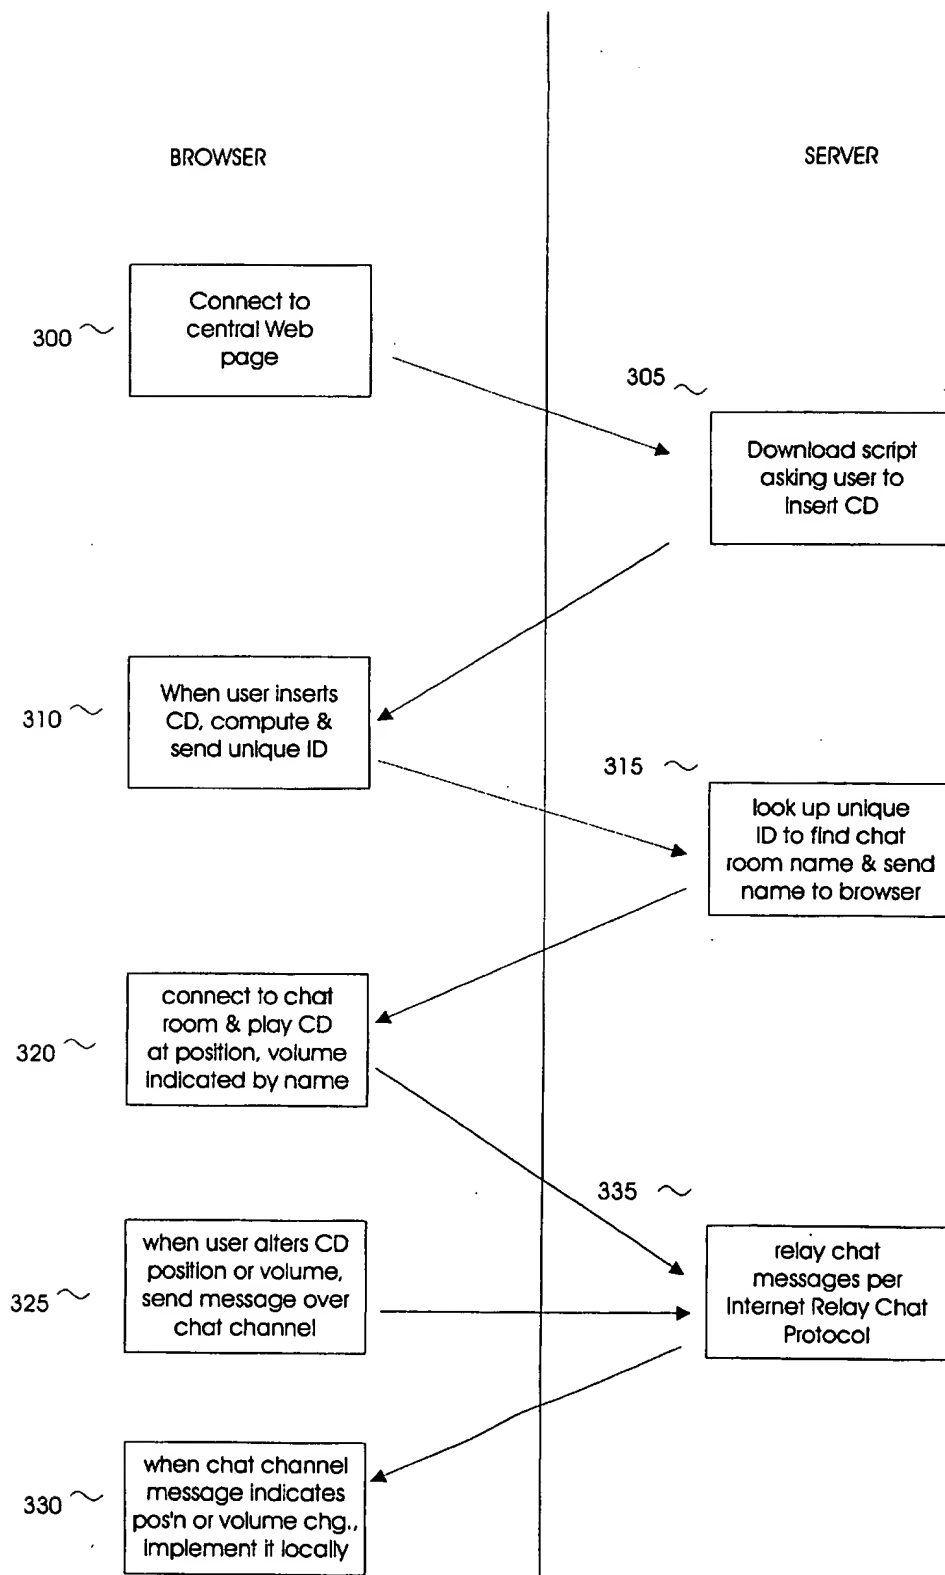 BROWSER
SERVER
300
Connect to
central Web
page
305
Download script
asking user to
insert CD
310
When user inserts
CD, compute &
send unique ID
315
look up unique
ID to find chat
room name & send
name to browser
320
connect to chat
room & play CD
at position, volume
indicated by name
335
relay chat
messages per
Internet Relay Chat
Protocol
325
when user alters CD
position or volume,
send message over
chat channel
330
when chat channel
message indicates
pos'n or volume chg.,
implement it locally